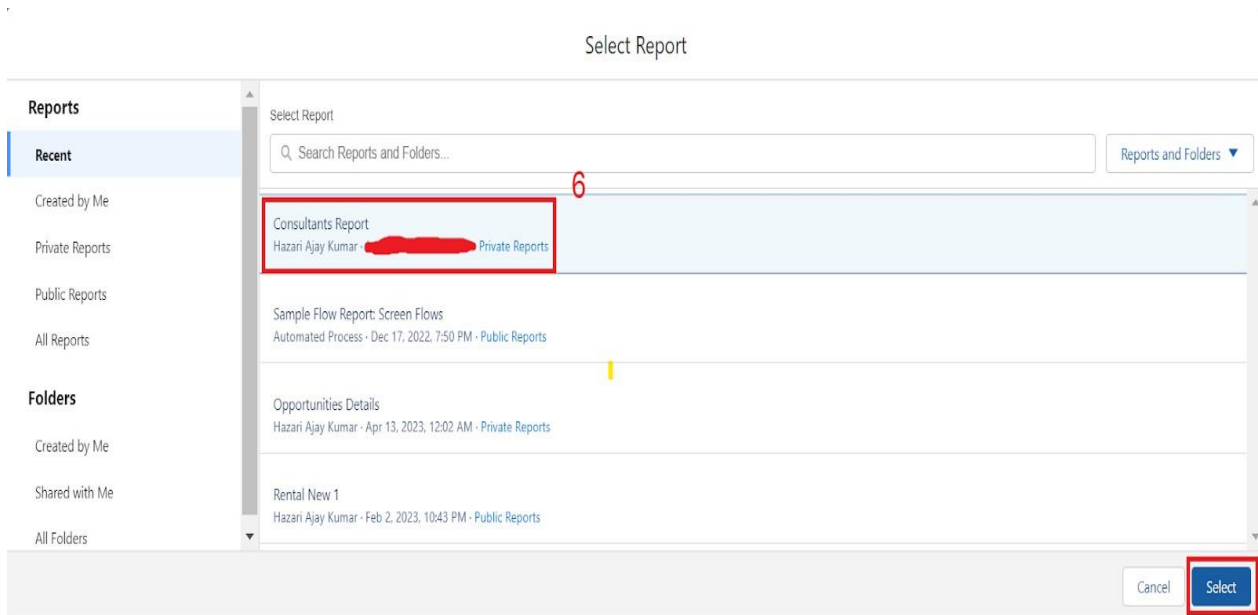 Select Report
Reports
Recent
Created by Me
Private Reports
Public Reports
All Reports
Folders
Created by Me
Shared with Me
All Folders
Select Report
Search Reports and Folders...
Reports and Folders
6
Consultants Report
Hazari Ajay Kumar · Private Reports
Sample Flow Report: Screen Flows
Automated Process · Dec 17, 2022, 7:50 PM · Public Reports
Opportunities Details
Hazari Ajay Kumar · Apr 13, 2023, 12:02 AM · Private Reports
Rental New 1
Hazari Ajay Kumar · Feb 2, 2023, 10:43 PM · Public Reports
Cancel
Select